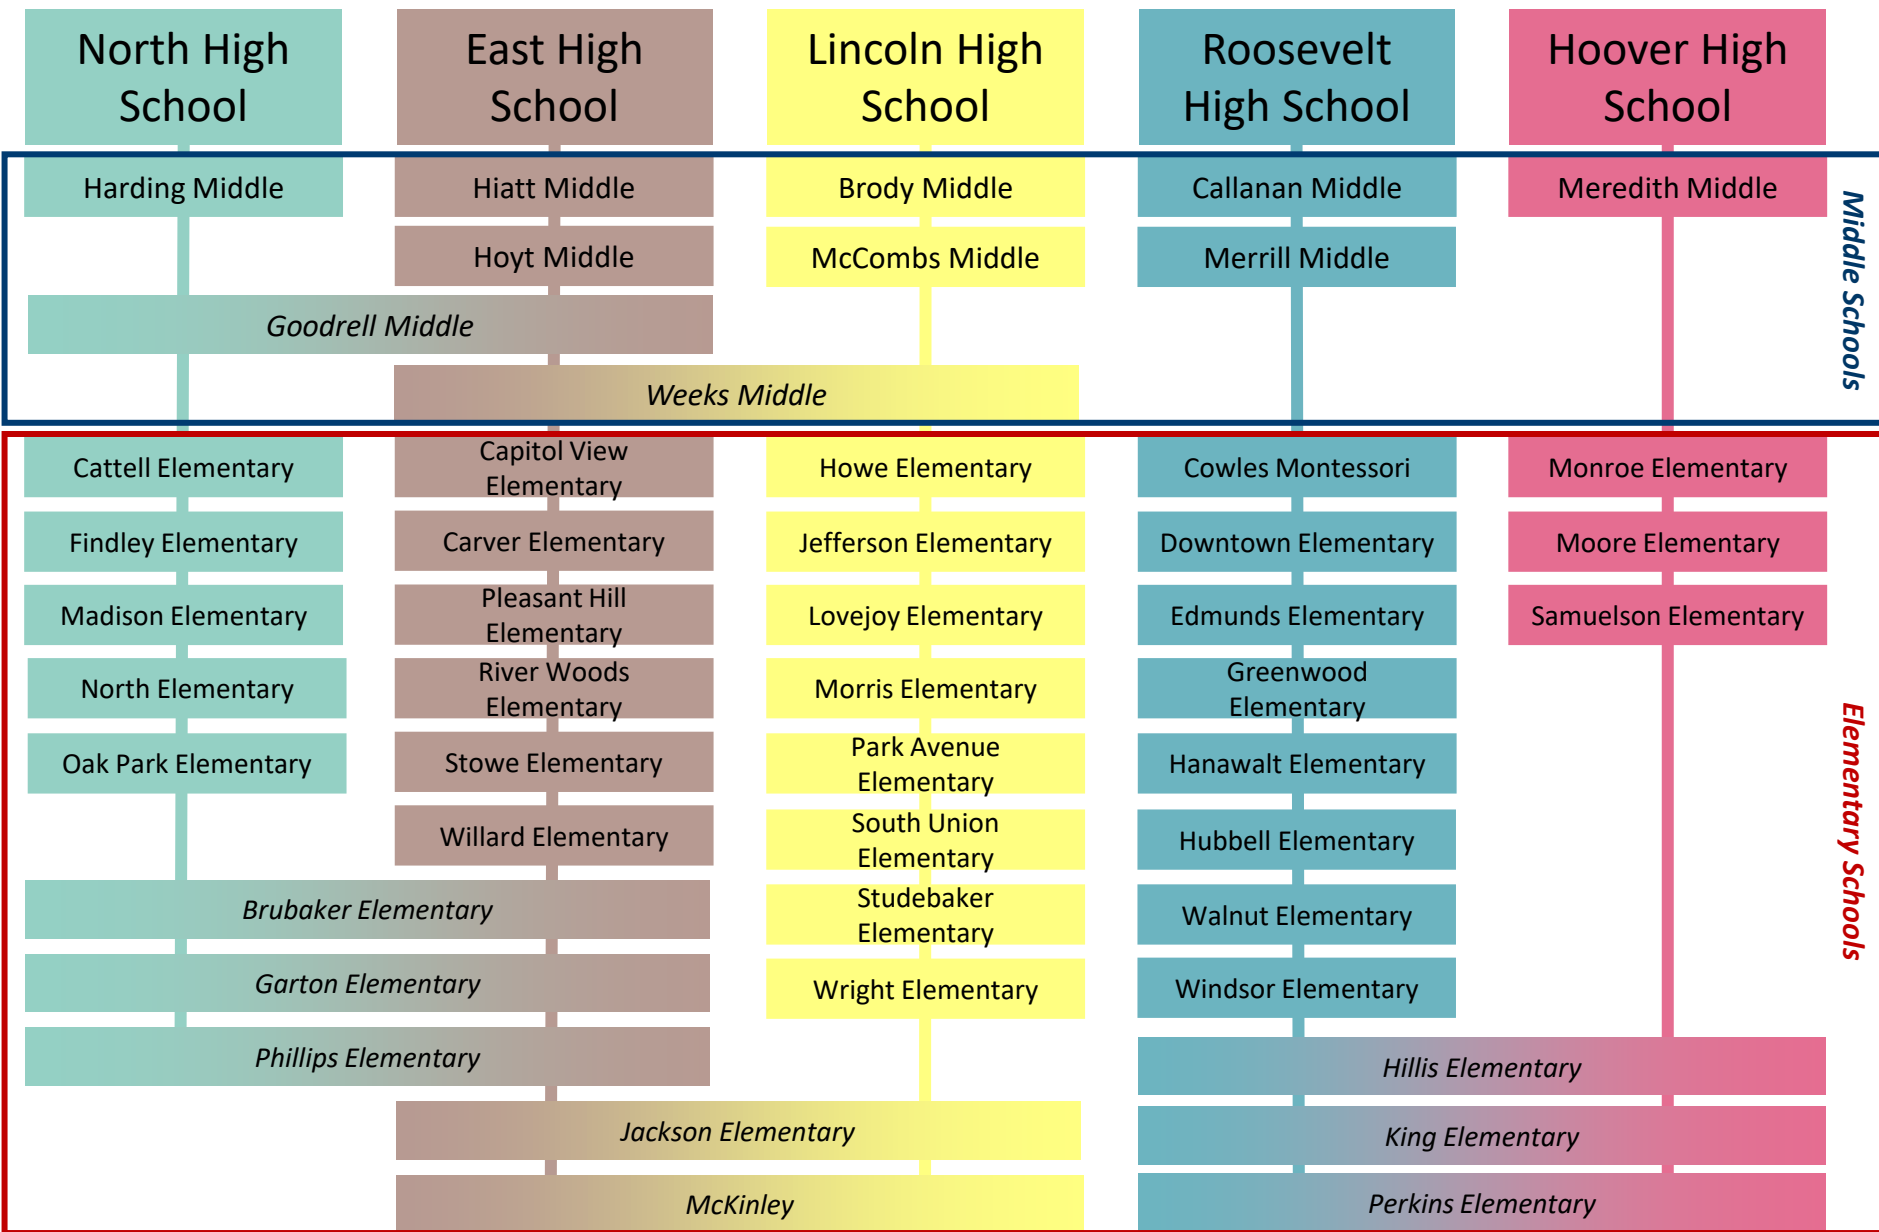 North High
School
East High
School
Lincoln High
School
Roosevelt
High School
Hoover High
School
Harding Middle
Hiatt Middle
Brody Middle
Callanan Middle
Meredith Middle
Hoyt Middle
McCombs Middle
Merrill Middle
Goodrell Middle
Weeks Middle
Middle Schools
Cattell Elementary
Capitol View
Elementary
Howe Elementary
Cowles Montessori
Monroe Elementary
Findley Elementary
Carver Elementary
Jefferson Elementary
Downtown Elementary
Moore Elementary
Madison Elementary
Pleasant Hill
Elementary
Lovejoy Elementary
Edmunds Elementary
Samuelson Elementary
North Elementary
River Woods
Elementary
Morris Elementary
Greenwood
Elementary
Oak Park Elementary
Stowe Elementary
Park Avenue
Elementary
Hanawalt Elementary
Willard Elementary
South Union
Elementary
Hubbell Elementary
Brubaker Elementary
Studebaker
Elementary
Walnut Elementary
Garton Elementary
Wright Elementary
Windsor Elementary
Phillips Elementary
Hillis Elementary
Jackson Elementary
King Elementary
McKinley
Perkins Elementary
Elementary Schools